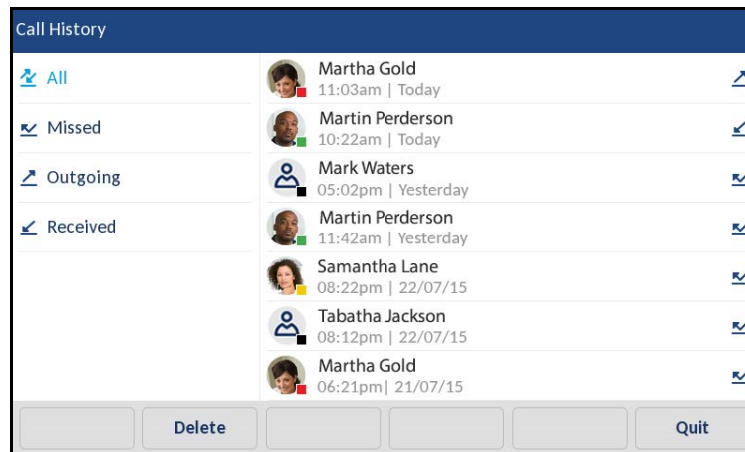 Call History
All
Missed
Outgoing
Received
Martha Gold
11:03am | Today
Martin Perderson
10:22am | Today
Mark Waters
05:02pm | Yesterday
Martin Perderson
11:42am | Yesterday
Samantha Lane
08:22pm | 22/07/15
Tabatha Jackson
08:12pm | 22/07/15
Martha Gold
06:21pm| 21/07/15
Delete
Quit